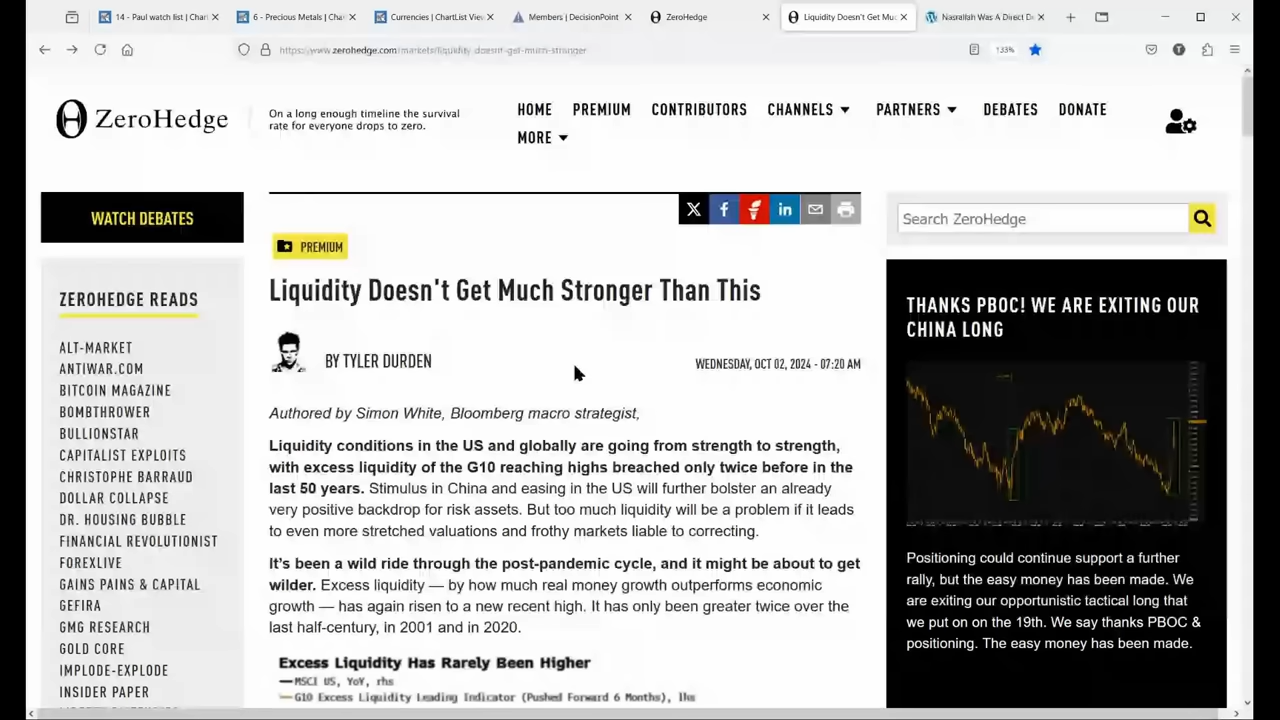 14 - Paul watch list | Chart
6 - Precious Metals | Cha
Currencies | ChartList View
Members | DecisionPoint
ZeroHedge
Liquidity Doesn't Get Muc
Nasrallah Was A Direct D
https://www.zerohedge.com/markets/liquidity-doesnt-get-much-stronger
133%
ZeroHedge
On a long enough timeline the survival
rate for everyone drops to zero.
HOME PREMIUM CONTRIBUTORS CHANNELS PARTNERS DEBATES DONATE
MORE
WATCH DEBATES
ZEROHEDGE READS
ALT-MARKET
ANTIWAR.COM
BITCOIN MAGAZINE
BOMBTHROWER
BULLIONSTAR
CAPITALIST EXPLOITS
CHRISTOPHE BARRAUD
DOLLAR COLLAPSE
DR. HOUSING BUBBLE
FINANCIAL REVOLUTIONIST
FOREXLIVE
GAINS PAINS & CAPITAL
GEFIRA
GMG RESEARCH
GOLD CORE
IMPLODE-EXPLODE
INSIDER PAPER
PREMIUM
Liquidity Doesn't Get Much Stronger Than This
BY TYLER DURDEN
WEDNESDAY, OCT 02, 2024 - 07:20 AM
Authored by Simon White, Bloomberg macro strategist,
Liquidity conditions in the US and globally are going from strength to strength,
with excess liquidity of the G10 reaching highs breached only twice before in the
last 50 years. Stimulus in China and easing in the US will further bolster an already
very positive backdrop for risk assets. But too much liquidity will be a problem if it leads
to even more stretched valuations and frothy markets liable to correcting.
It's been a wild ride through the post-pandemic cycle, and it might be about to get
wilder. Excess liquidity — by how much real money growth outperforms economic
growth — has again risen to a new recent high. It has only been greater twice over the
last half-century, in 2001 and in 2020.
Excess Liquidity Has Rarely Been Higher
MSCI US, YoY, rhs
G10 Excess Liquidity Leading Indicator (Pushed Forward 6 Months), lhs
Search ZeroHedge
THANKS PBOC! WE ARE EXITING OUR
CHINA LONG
Positioning could continue support a further
rally, but the easy money has been made. We
are exiting our opportunistic tactical long that
we put on on the 19th. We say thanks PBOC &
positioning. The easy money has been made.